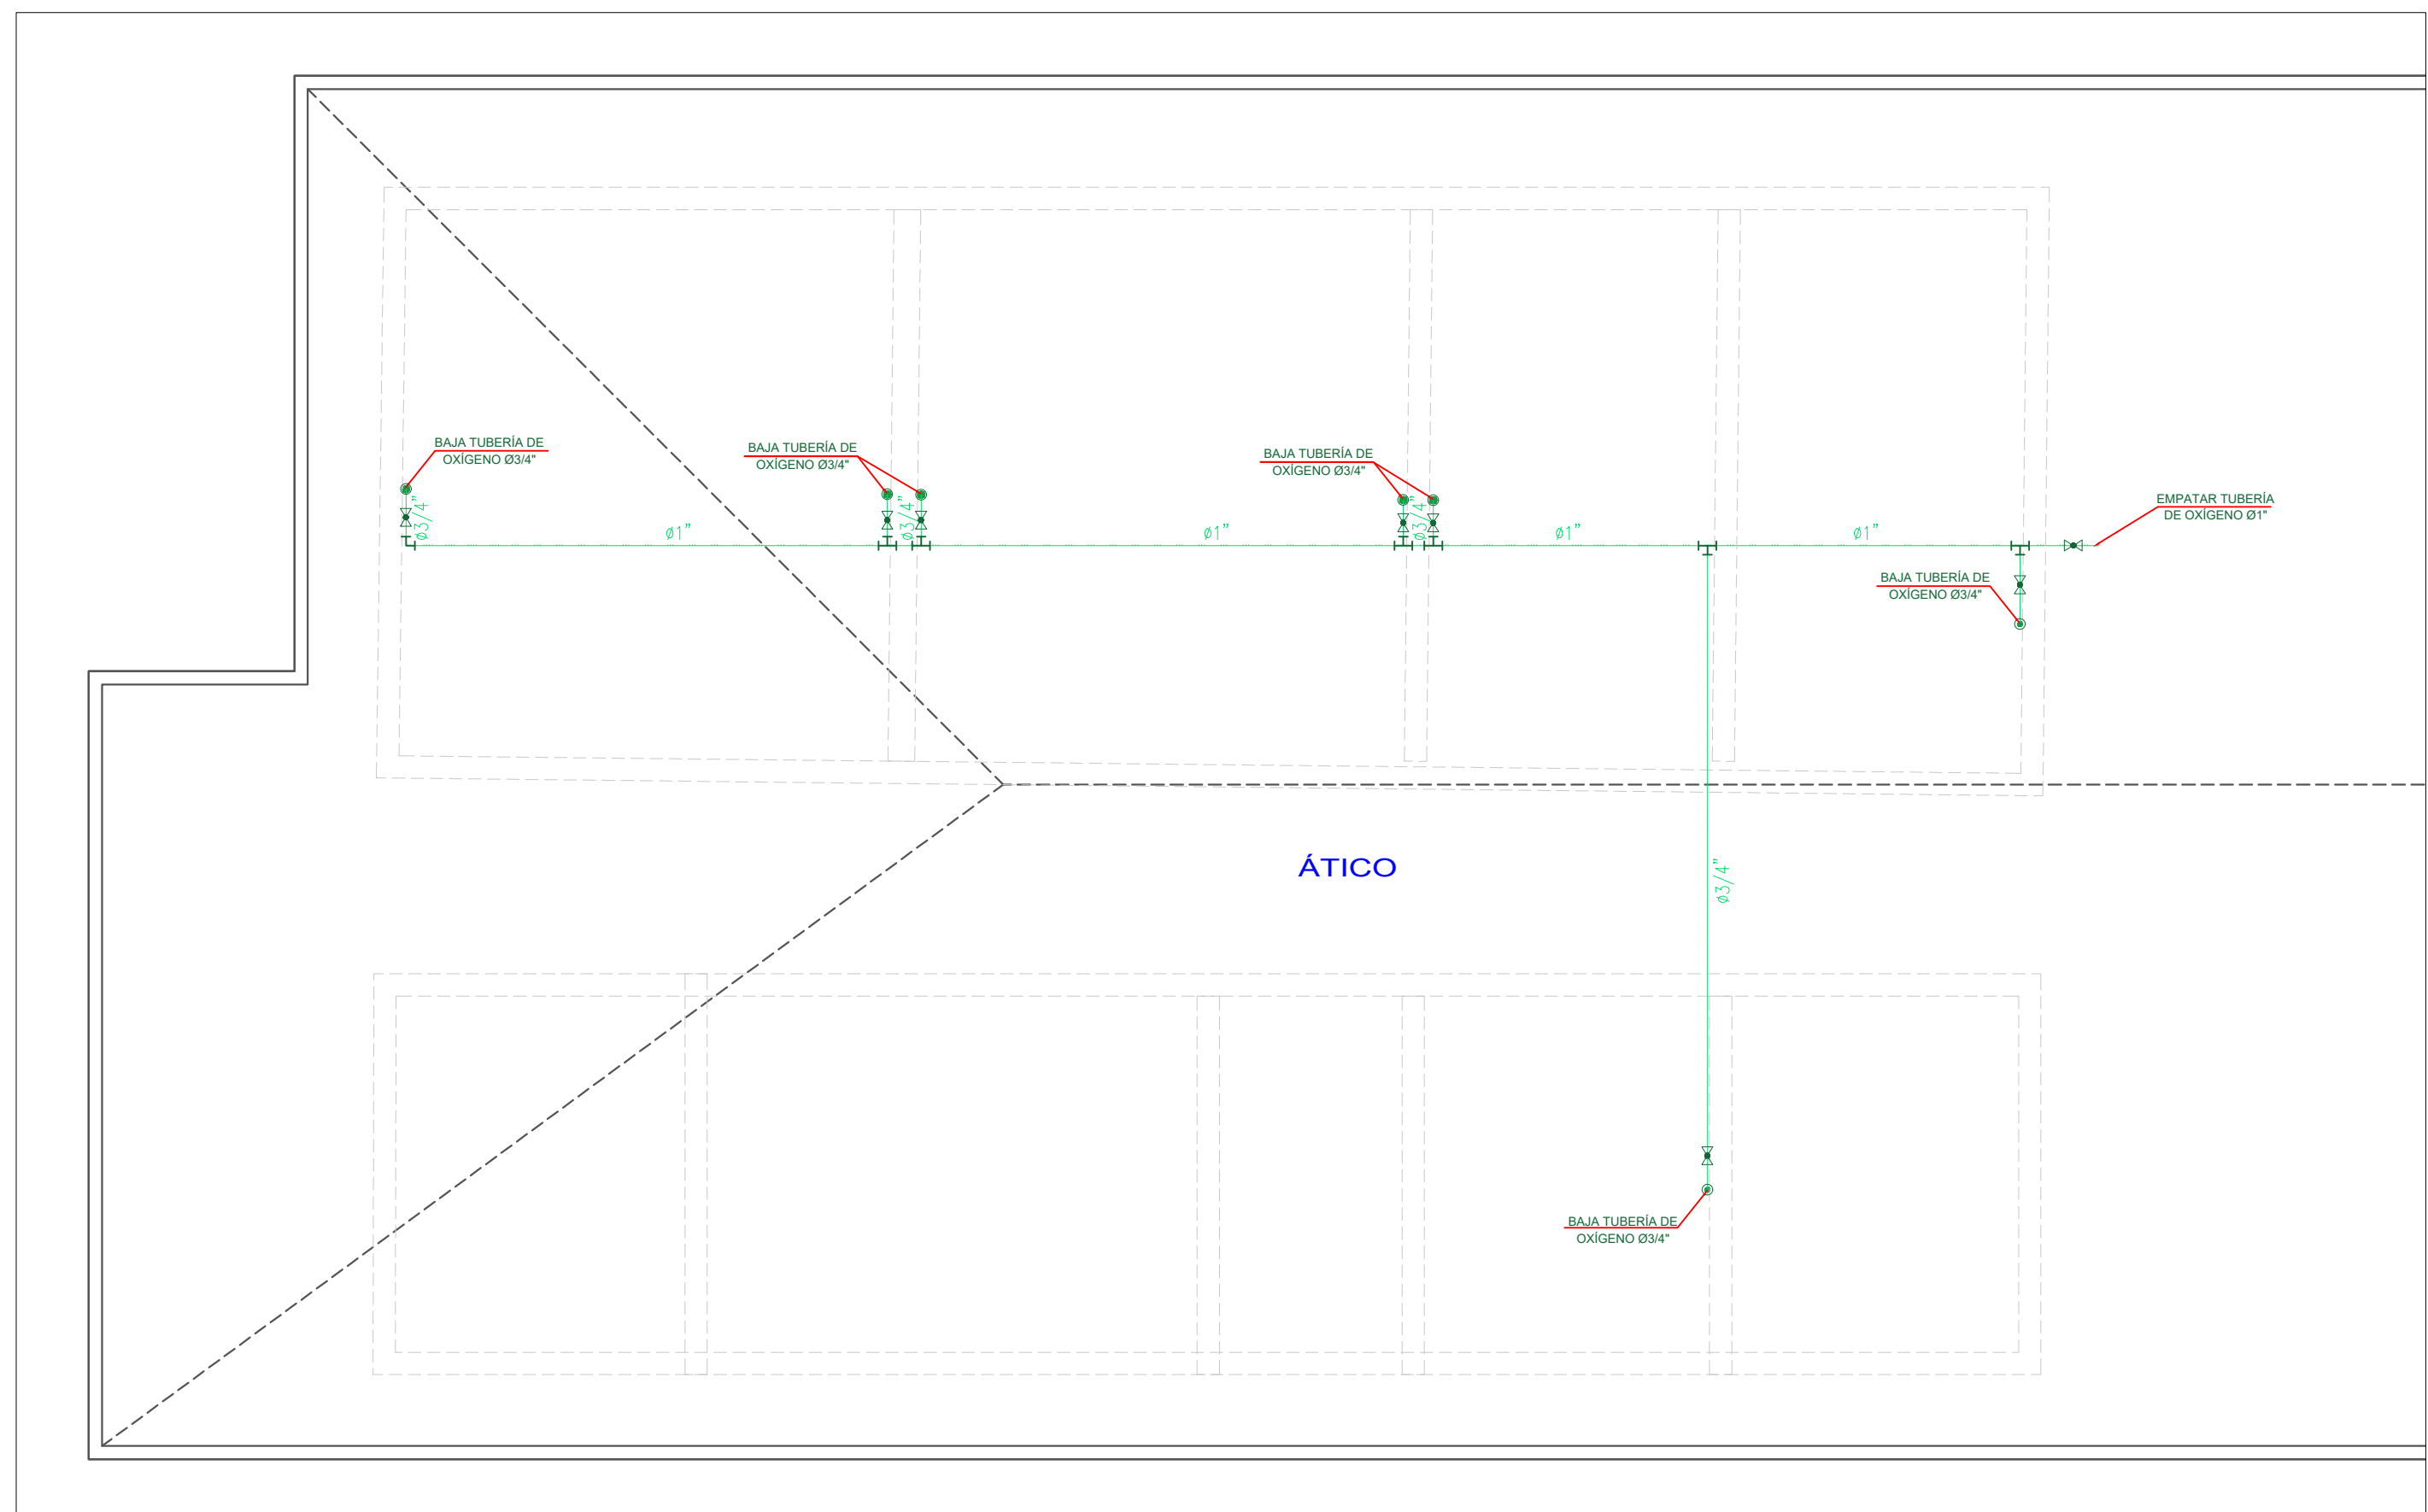 BAJA TUBERÍA DE
OXÍGENO Ø3/4"
BAJA TUBERÍA DE
OXÍGENO Ø3/4"
BAJA TUBERÍA DE
OXÍGENO Ø3/4"
EMPATAR TUBERÍA
DE OXÍGENO Ø1"
ø3/4”
ø1”
ø3/4”
ø1”
ø3/4”
ø1”
ø1”
BAJA TUBERÍA DE
OXÍGENO Ø3/4"
ÁTICO
ø3/4”
BAJA TUBERÍA DE
OXÍGENO Ø3/4"